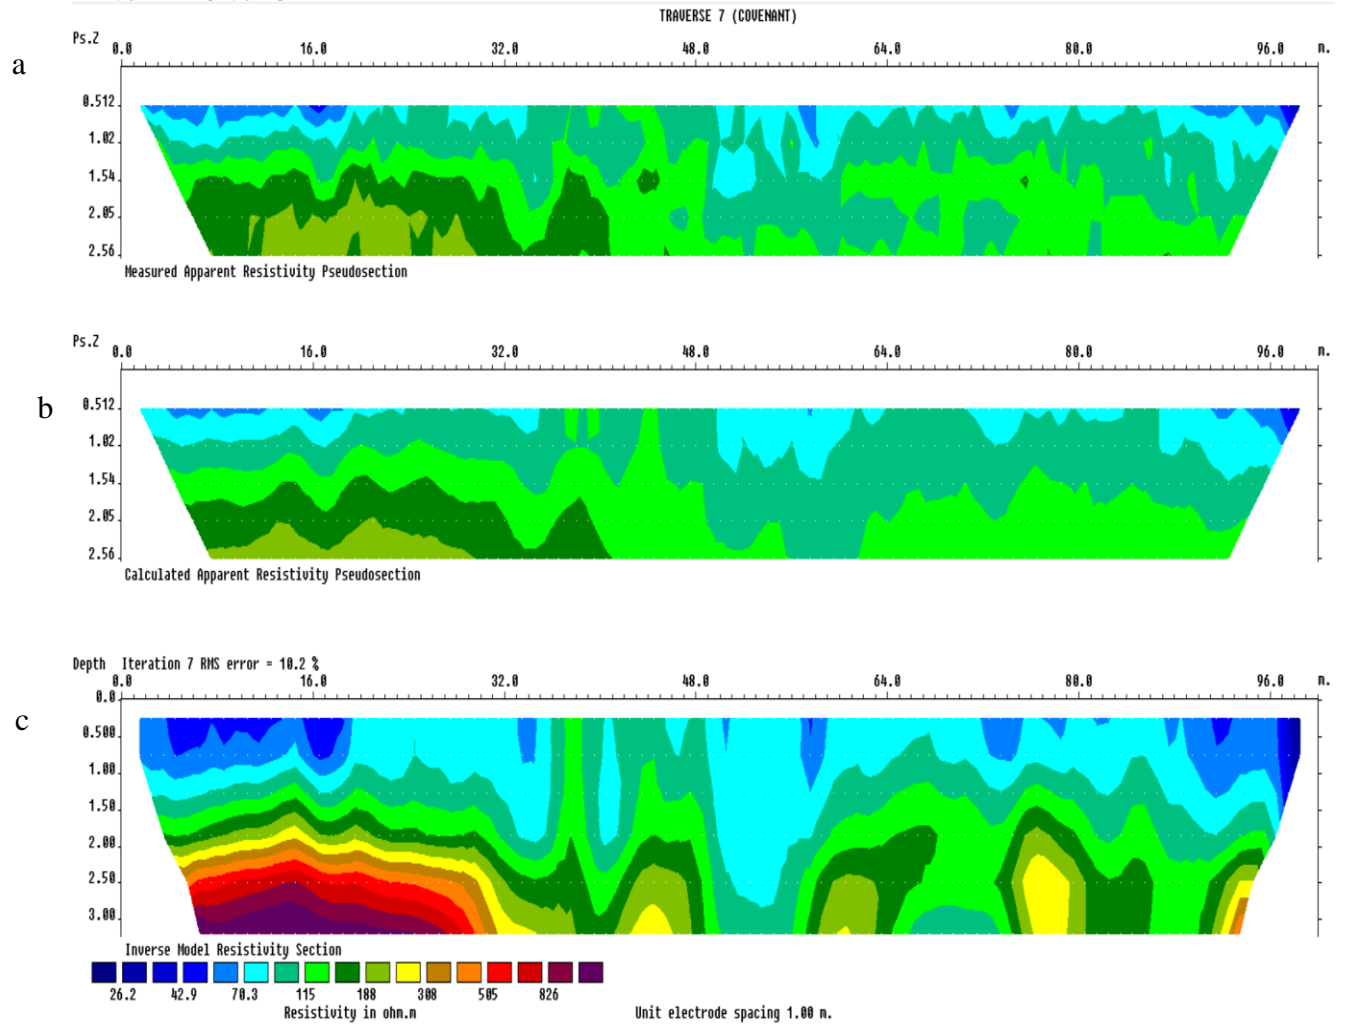 TRAVERSE 7 (COVENANT)
a
Ps.Z 0.0 16.0 32.0 48.0 64.0 80.0 96.0 m.
0.512
1.02
1.54
2.05
2.56
Measured Apparent Resistivity Pseudosection
Ps.Z 0.0 16.0 32.0 48.0 64.0 80.0 96.0 m.
b
0.512
1.02
1.54
2.05
2.56
Calculated Apparent Resistivity Pseudosection
Depth Iteration 7 RMS error = 10.2 %
0.0 16.0 32.0 48.0 64.0 80.0 96.0 m.
0.0
c
0.500
1.00
1.50
2.00
2.50
3.00
Inverse Model Resistivity Section
26.2 42.9 70.3 115 188 308 505 826
Resistivity in ohm.m Unit electrode spacing 1.00 m.